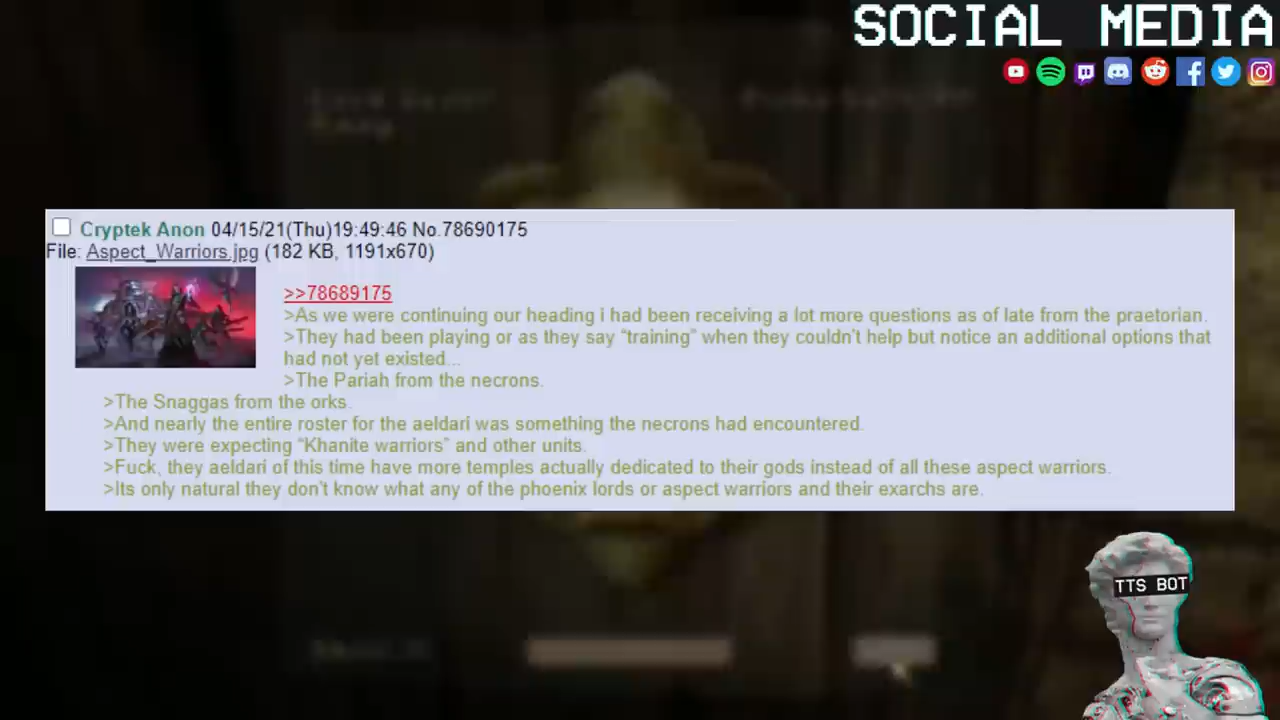 SOCIAL MEDIA
Cryptek Anon 04/15/21(Thu)19:49:46 No.78690175
File: Aspect_Warriors.jpg (182 KB, 1191x670)
>>78689175
>As we were continuing our heading i had been receiving a lot more questions as of late from the praetorian.
>They had been playing or as they say “training” when they couldn't help but notice an additional options that
had not yet existed...
>The Pariah from the necrons.
>The Snaggas from the orks.
>And nearly the entire roster for the aeldari was something the necrons had encountered.
>They were expecting “Khanite warriors” and other units.
>Fuck, they aeldari of this time have more temples actually dedicated to their gods instead of all these aspect warriors.
>Its only natural they don't know what any of the phoenix lords or aspect warriors and their exarchs are.
TTS BOT